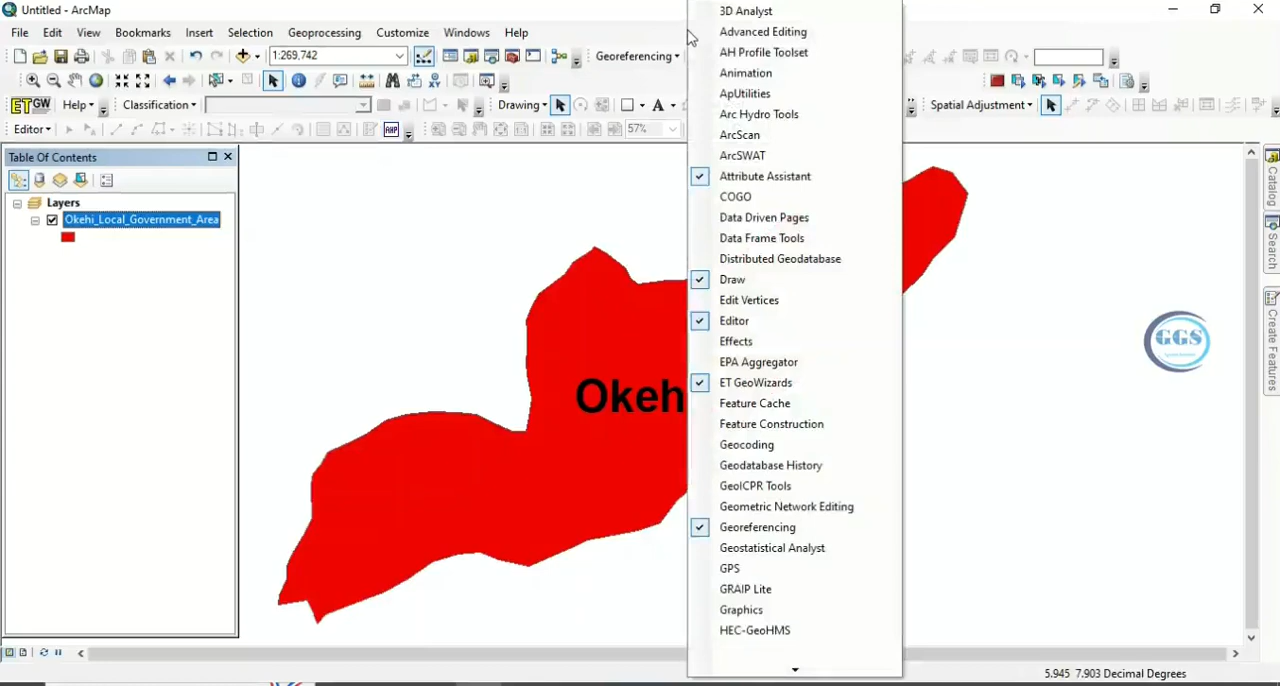 Untitled - ArcMap
File Edit View Bookmarks Insert Selection Geoprocessing Customize Windows Help
1:269,742
Georeferencing
ET GW Help Classification Drawing A Spatial Adjustment
Editor AHP 57%
Table Of Contents
Layers
Okehi_Local_Government_Area
Okeh
3D Analyst
Advanced Editing
AH Profile Toolset
Animation
ApUtilities
Arc Hydro Tools
ArcScan
ArcSWAT
Attribute Assistant
COGO
Data Driven Pages
Data Frame Tools
Distributed Geodatabase
Draw
Edit Vertices
Editor
Effects
EPA Aggregator
ET GeoWizards
Feature Cache
Feature Construction
Geocoding
Geodatabase History
GeoICPR Tools
Geometric Network Editing
Georeferencing
Geostatistical Analyst
GPS
GRAIP Lite
Graphics
HEC-GeoHMS
GGS
Catalog
Search
Create Features
5.945 7.903 Decimal Degrees